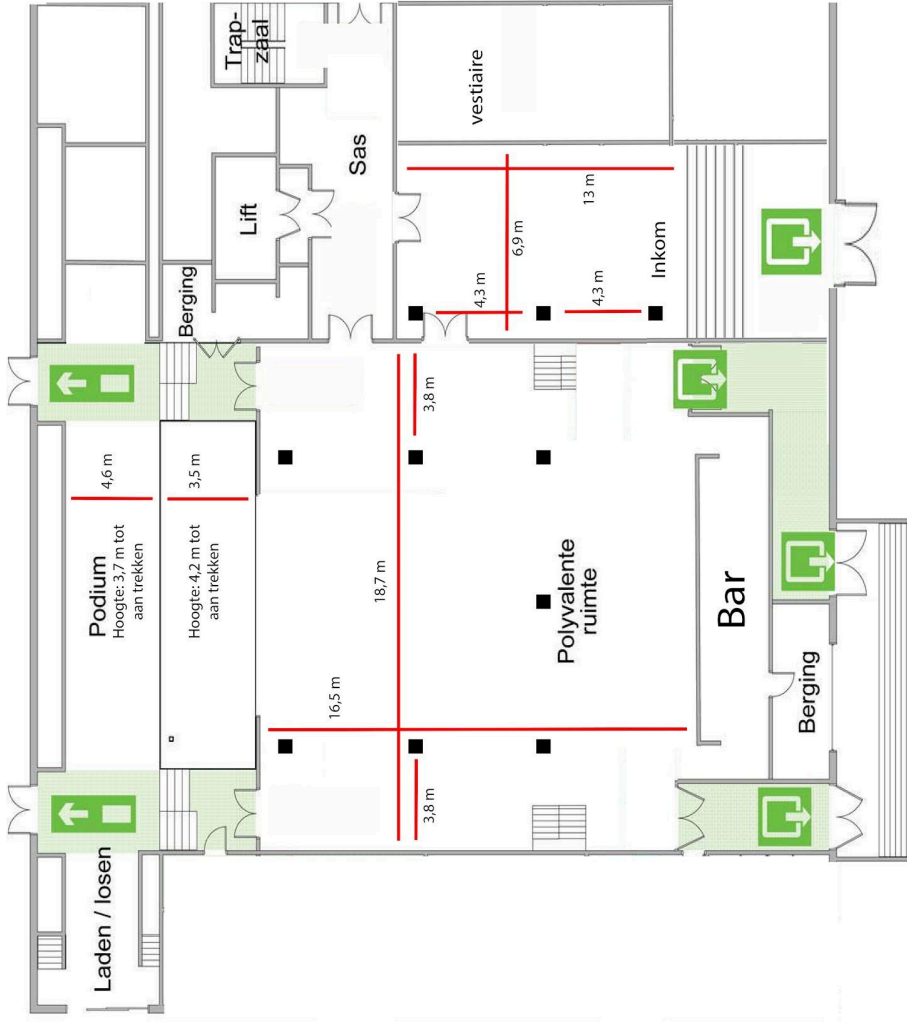 Trap-
zaal
vestiaire
Sas
Lift
13 m
6,9 m
Inkom
4,3 m
4,3 m
Berging
3,8 m
4,6 m
3,5 m
Podium
Hoogte: 3,7 m tot
aan trekken
Hoogte: 4,2 m tot
aan trekken
18,7 m
Polyvalente
ruimte
Bar
16,5 m
Berging
3,8 m
Laden / losen